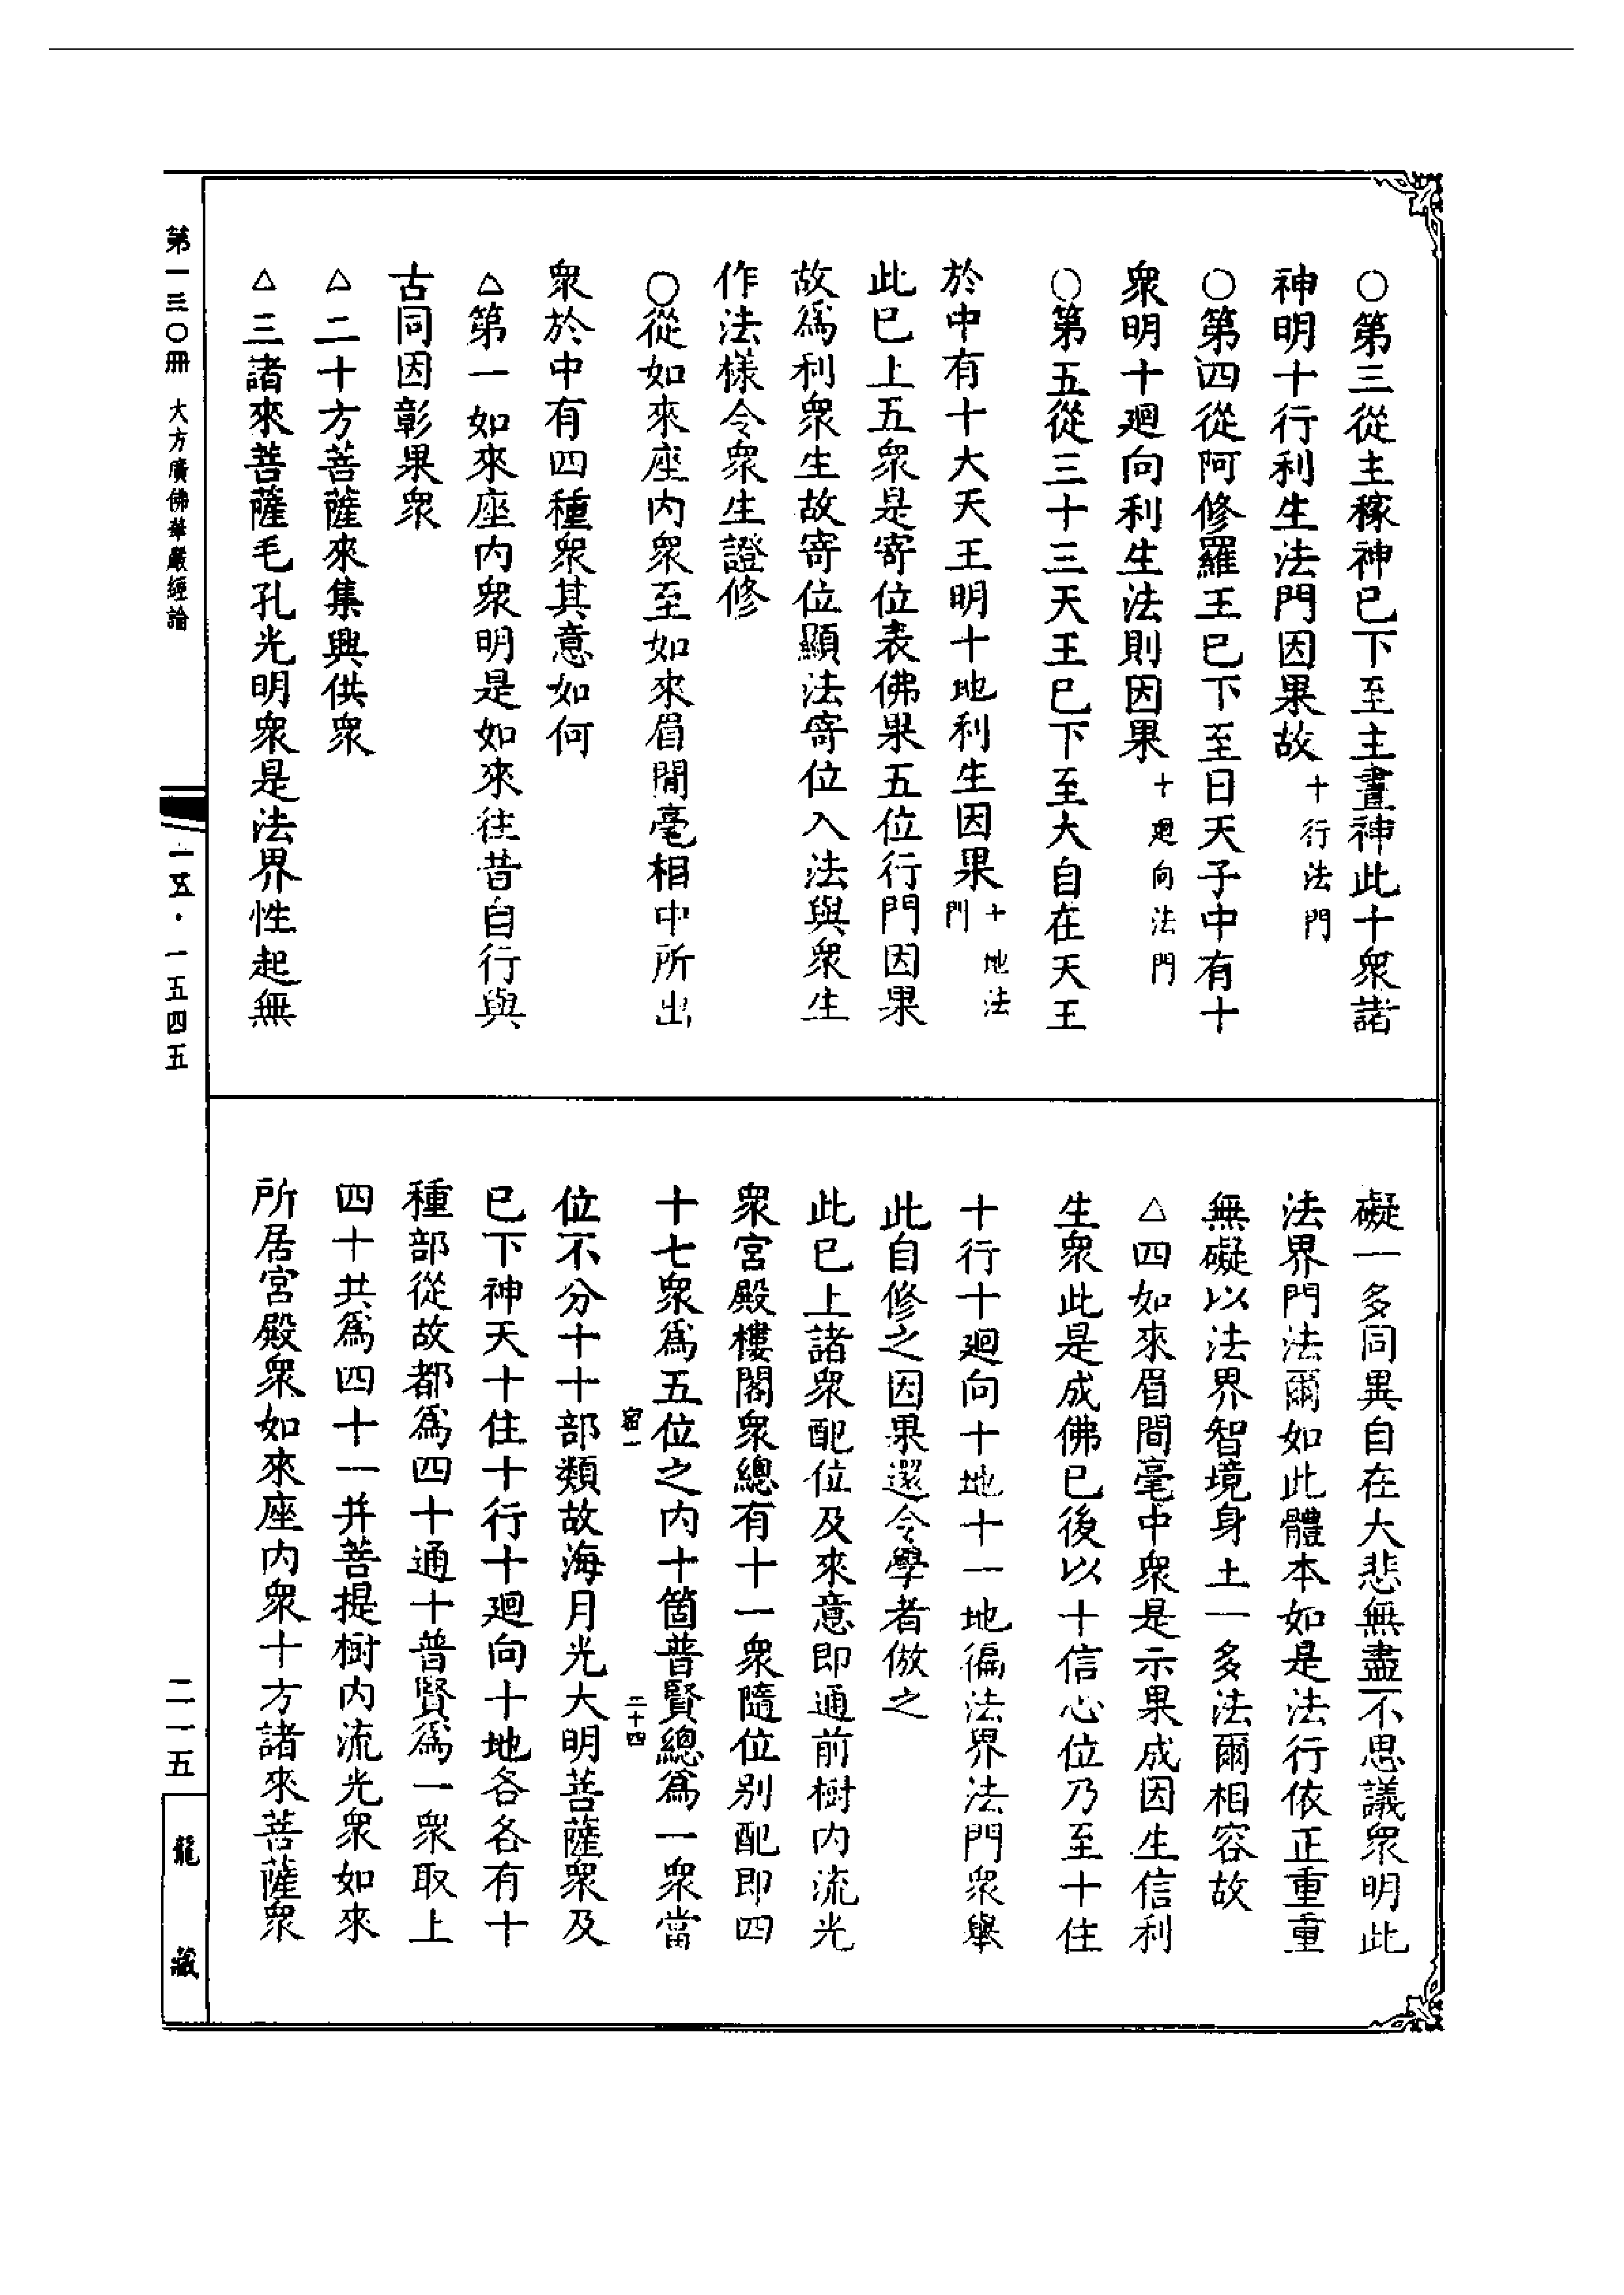 ○第三從主稼神已下至主晝神此十衆諸
神明十行利生法門因果故十行法門
○第四從阿修羅王已下至日天子中有十
衆明十廻向利生法則因果十廻向法門
○第五從三十三天王已下至大自在天王
於中有十大天王明十地利生因果十地法門
此已上五衆是寄位表佛果五位行門因果
故爲利衆生故寄位顯法寄位入法與衆生
作法樣令衆生證修
○從如來座内衆至如來眉間毫相中所出
衆於中有四種衆其意如何
△第一如來座内衆明是如來往昔自行與
古同因彰果衆
△二十方菩薩來集興供衆
△三諸來菩薩毛孔光明衆是法界性起無
礙一多同異自在大悲無盡不思議衆明此
法界門法爾如此體本如是法行依正重重
無礙以法界智境身土一多法爾相容故
△四如來眉間毫中衆是示果成因生信利
生衆此是成佛已後以十信心位乃至十住
十行十廻向十地十一地徧法界法門衆舉
此自修之因果還令學者倣之
此已上諸衆配位及來意即通前樹内流光
衆宮殿樓閣衆總有十一衆隨位別配即四
十七衆爲五位之内十箇普賢總爲一衆當
二十四
位不分十十部類故海月光大明菩薩衆及
已下神天十住十行十廻向十地各各有十
種部從故都爲四十通十普賢爲一衆取上
四十共爲四十一并菩提樹内流光衆如來
所居宮殿衆如來座内衆十方諸來菩薩衆
第一三〇冊 大方廣佛華嚴經論
一五·一五四五
二一五
龍藏